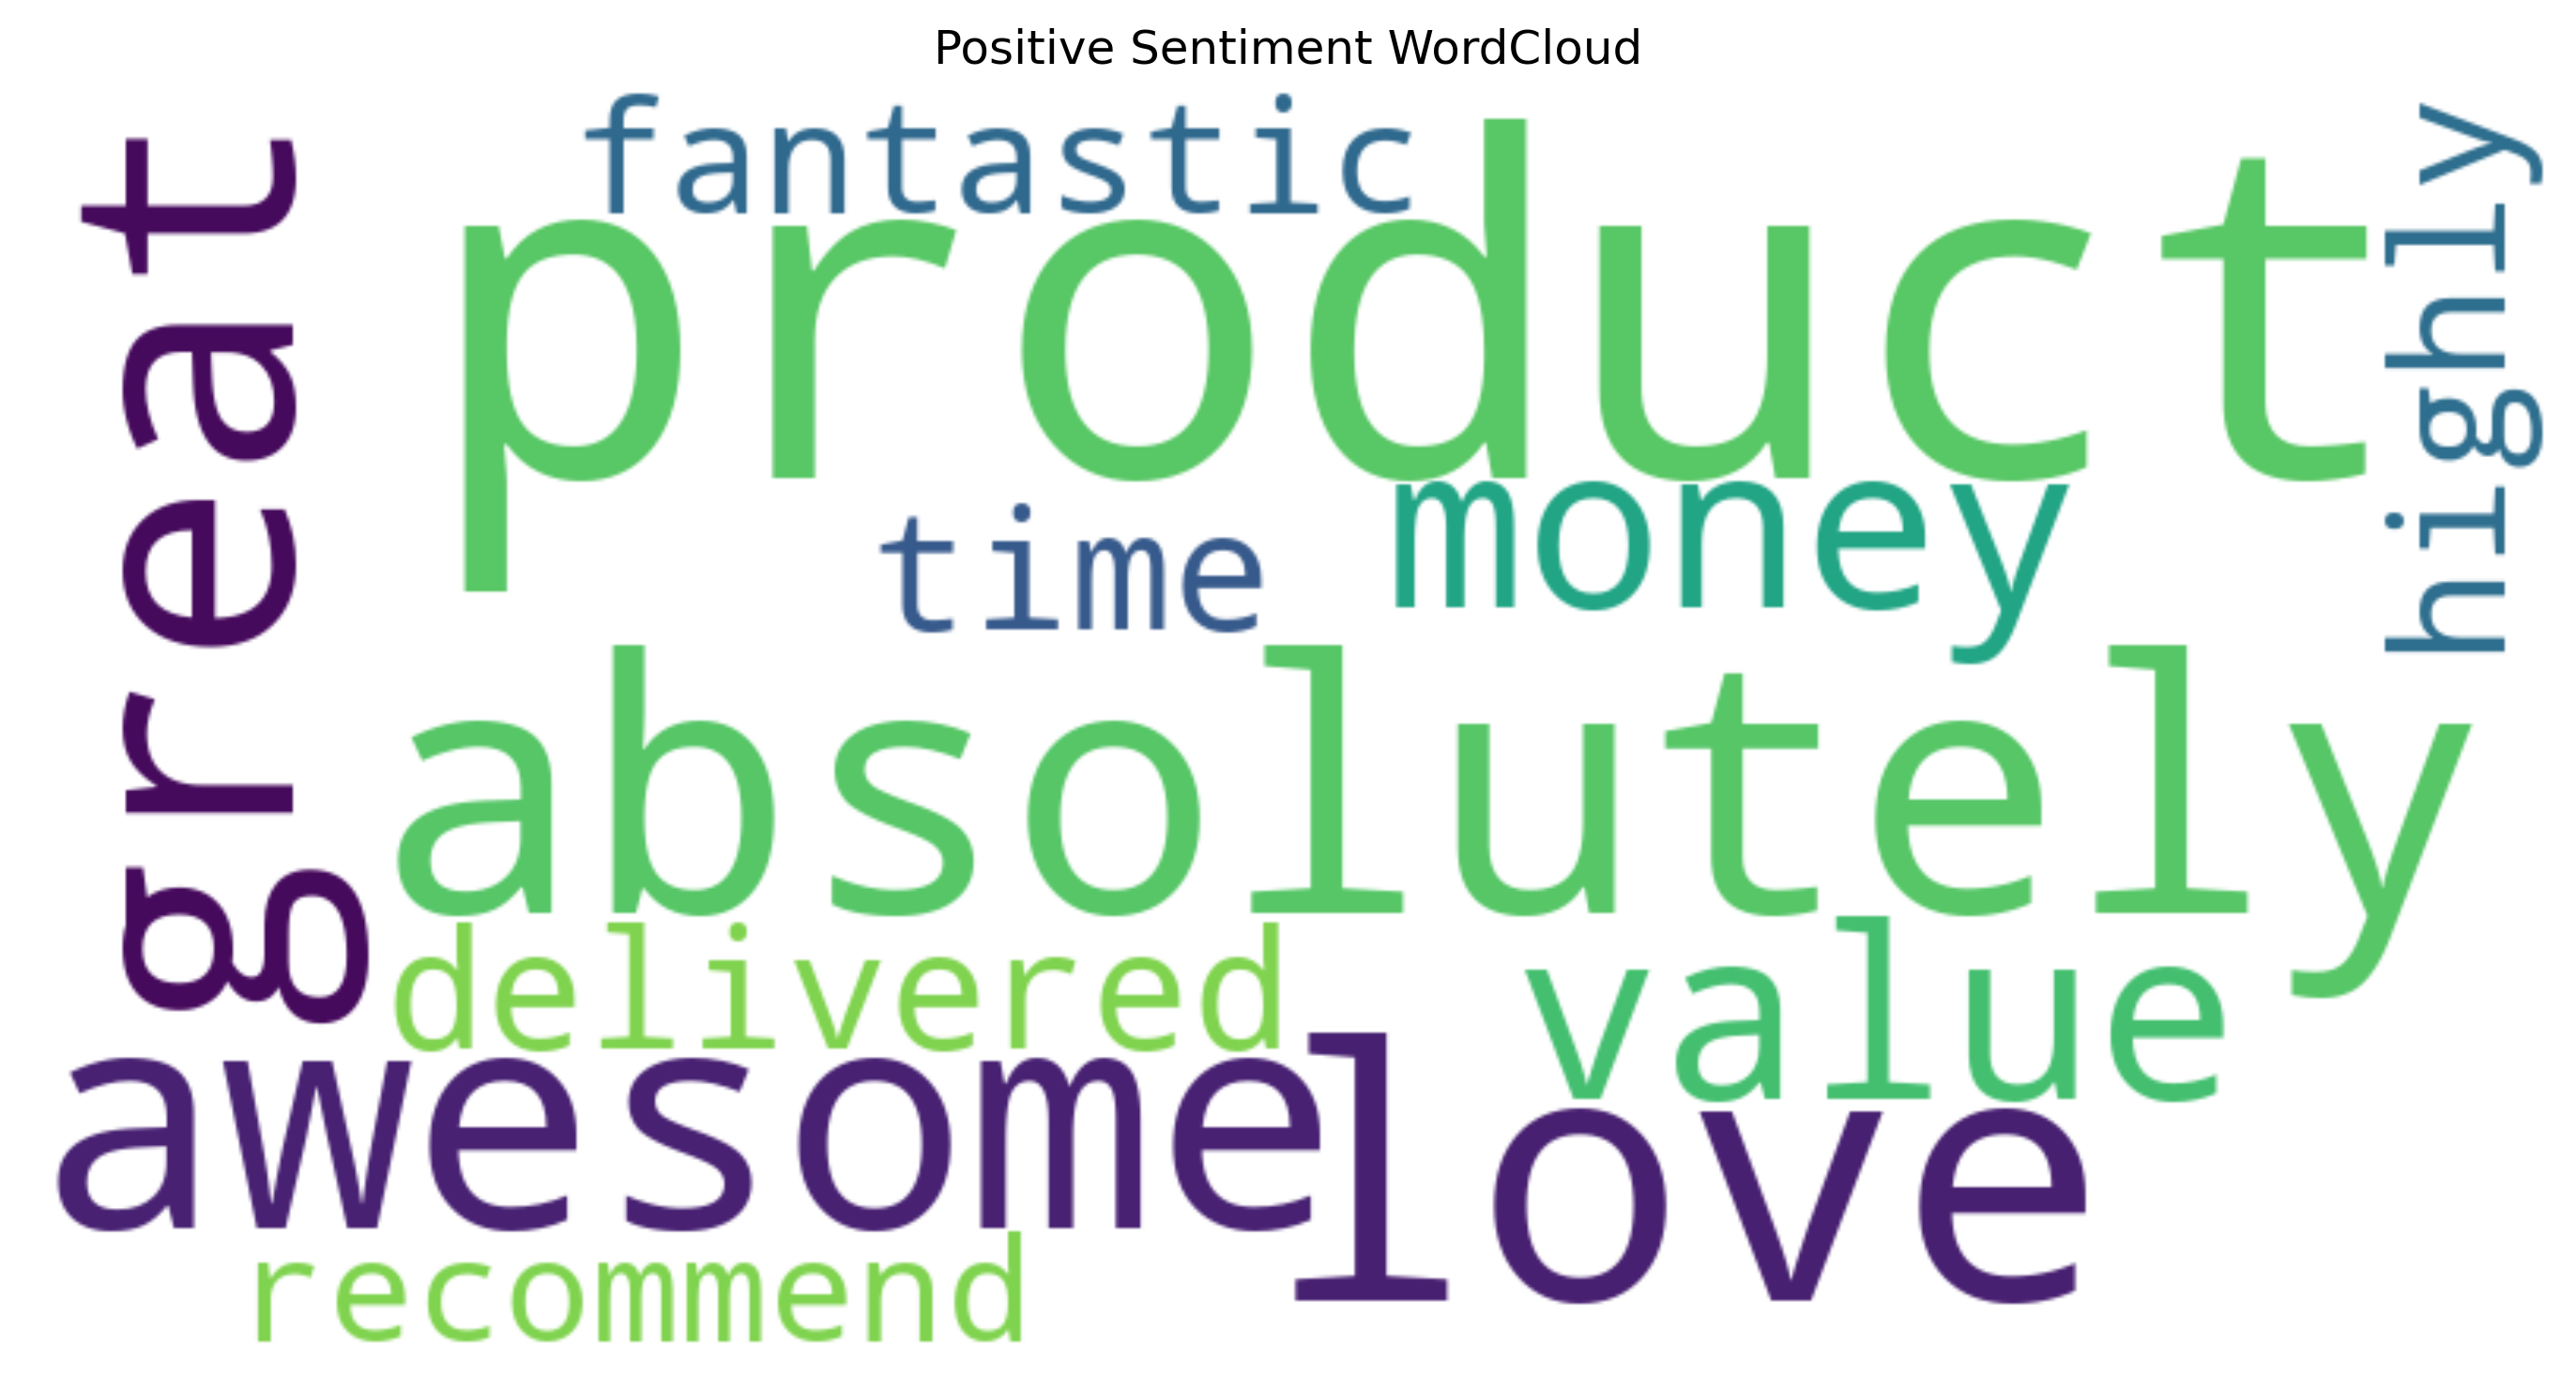 Positive Sentiment WordCloud
fantastic
great
product
highly
time
money
absolutely
delivered
value
awesome
love
recommend